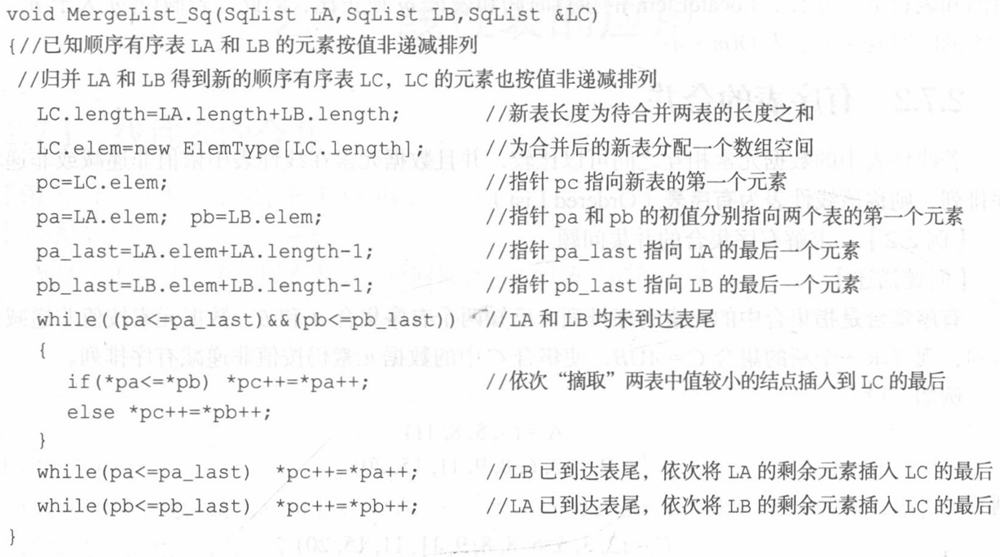 void MergeList_Sq(SqList LA,SqList LB,SqList &LC)
{//已知顺序有序表 LA 和 LB 的元素按值非递减排列
//归并 LA 和 LB 得到新的顺序有序表 LC，LC 的元素也按值非递减排列
LC.length=LA.length+LB.length; //新表长度为待合并两表的长度之和
LC.elem=new ElemType[LC.length]; //为合并后的新表分配一个数组空间
pc=LC.elem; //指针 pc 指向新表的第一个元素
pa=LA.elem; pb=LB.elem; //指针 pa 和 pb 的初值分别指向两个表的第一个元素
pa_last=LA.elem+LA.length-1; //指针 pa_last 指向 LA 的最后一个元素
pb_last=LB.elem+LB.length-1; //指针 pb_last 指向 LB 的最后一个元素
while((pa<=pa_last)&&(pb<=pb_last)) //LA 和 LB 均未到达表尾
{
if(*pa<=*pb) *pc++=*pa++; //依次“摘取”两表中值较小的结点插入到 LC 的最后
else *pc++=*pb++;
}
while(pa<=pa_last) *pc++=*pa++; //LB 已到达表尾，依次将 LA 的剩余元素插入 LC 的最后
while(pb<=pb_last) *pc++=*pb++; //LA 已到达表尾，依次将 LB 的剩余元素插入 LC 的最后
}